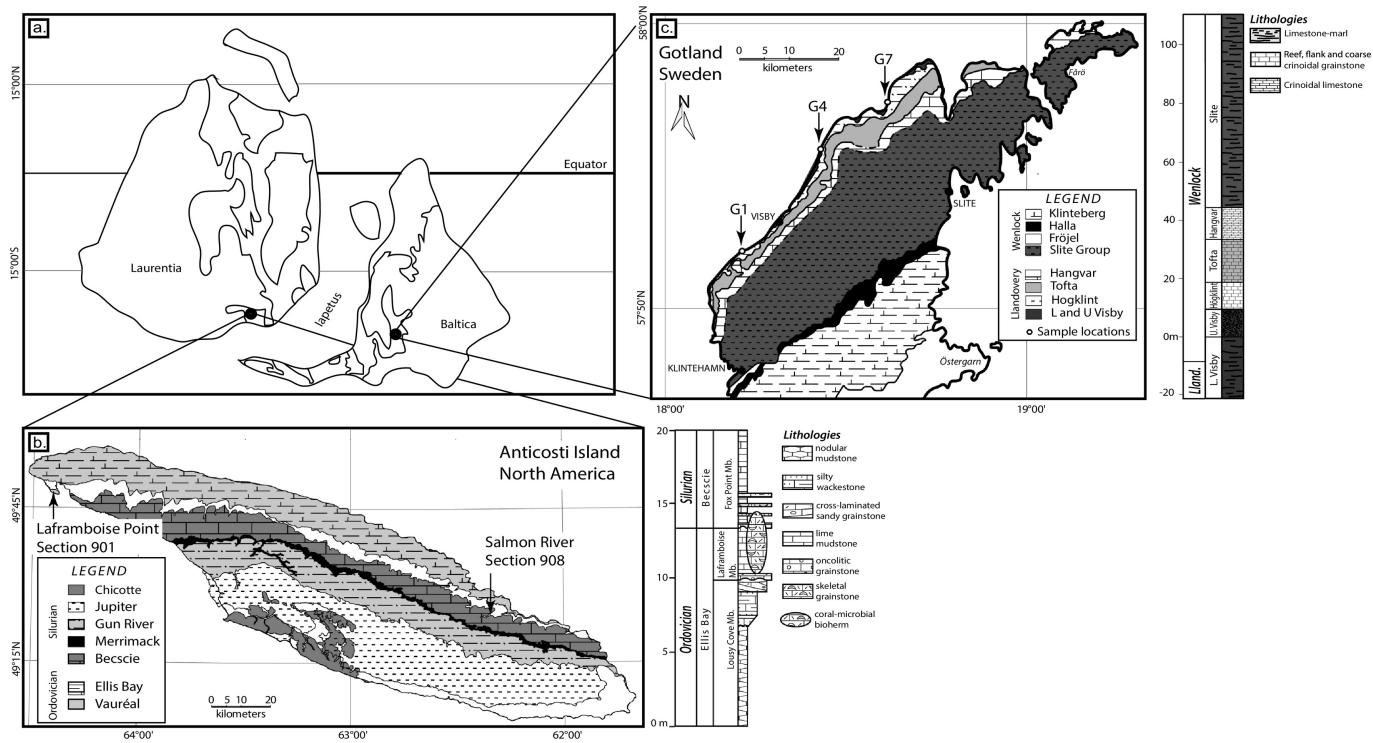 a.
15°00'N
Equator
15°00'S
Laurentia
Iapetus
Baltica
c.
Gotland
Sweden
0 5 10 20
kilometers
N
G7
G4
G1
VISBY
SLITE
KLINTEHAMN
Fårö
Östergarn
58°00'
57°50'
18°00'
19°00'
LEGEND
Wenlock
Klinteberg
Halla
Fröjel
Slite Group
Llandovery
Hangvar
Tofta
Hogklint
L and U Visby
Sample locations
100
80
60
40
20
0m
-20
Wenlock
Lland.
Slite
Hangvar
Tofta
Högklint
U.Visby
L. Visby
Lithologies
Limestone-marl
Reef, flank and coarse
crinoidal grainstone
Crinoidal limestone
b.
Anticosti Island
North America
49°45'N
49°15'N
Laframboise Point
Section 901
Salmon River
Section 908
LEGEND
Silurian
Chicotte
Jupiter
Gun River
Merrimack
Becscie
Ordovician
Ellis Bay
Vauréal
0 5 10 20
kilometers
64°00'
63°00'
62°00'
20
15
10
5
0 m
Silurian
Ordovician
Becscie
Ellis Bay
Fox Point Mb.
Laframboise
Mb.
Lousy Cove Mb.
Lithologies
nodular
mudstone
silty
wackestone
cross-laminated
sandy grainstone
lime
mudstone
oncolitic
grainstone
skeletal
grainstone
coral-microbial
bioherm